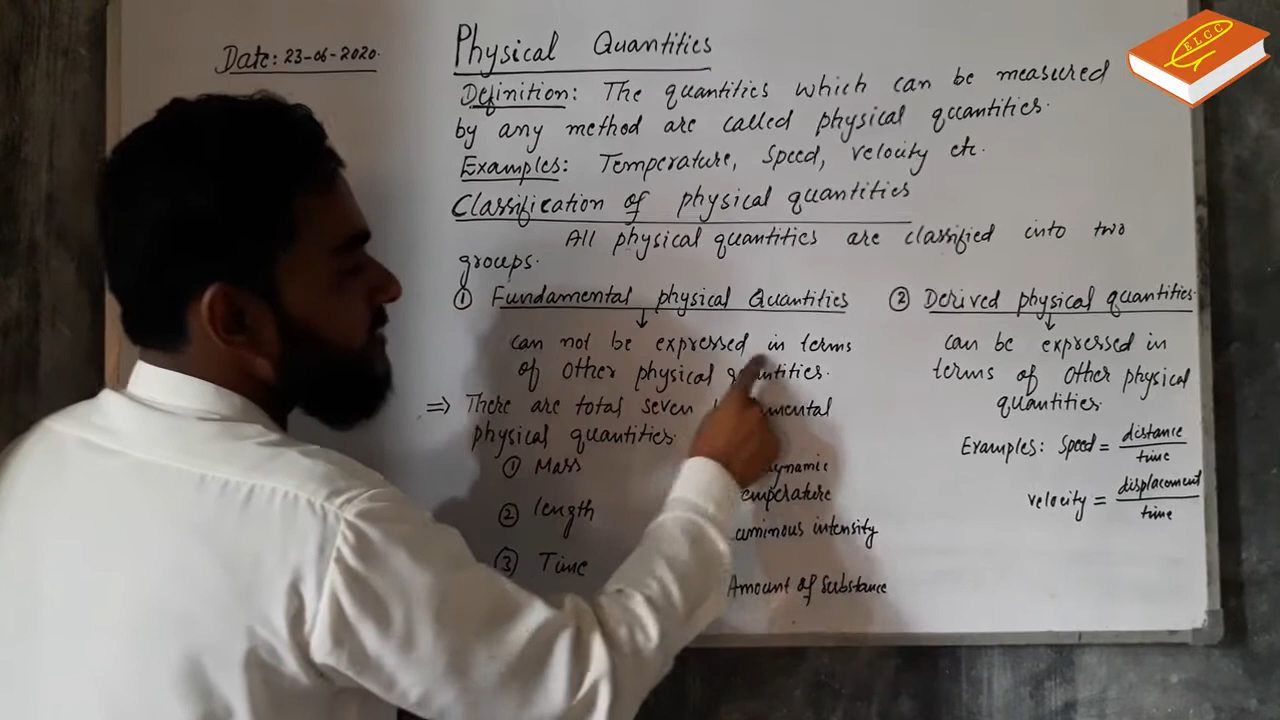 Date: 23-06-2020.
ELCC
Physical Quantities
Definition: The quantities which can be measured
by any method are called physical quantities.
Examples: Temperature, Speed, velocity etc.
Classification of physical quantities
All physical quantities are classified into two
groups.
① Fundamental physical Quantities
can not be expressed in terms
of other physical quantities.
⇒ There are total seven
physical quantities.
① Mass
② length
③ Time
luminous intensity
Amount of substance
② Derived physical quantities.
can be expressed in
terms of other physical
quantities.
Examples: Speed = distance / time
velocity = displacement / time